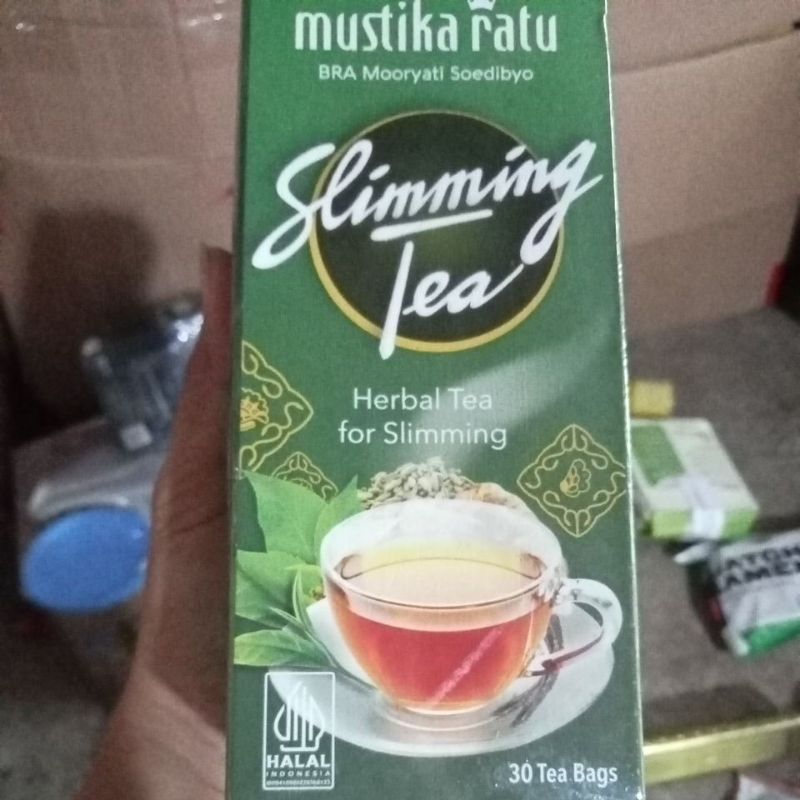 mustika ratu
BRA Mooryati Soedibyo
Slimming
Tea
Herbal Tea
for Slimming
HALAL
INDONESIA
30 Tea Bags